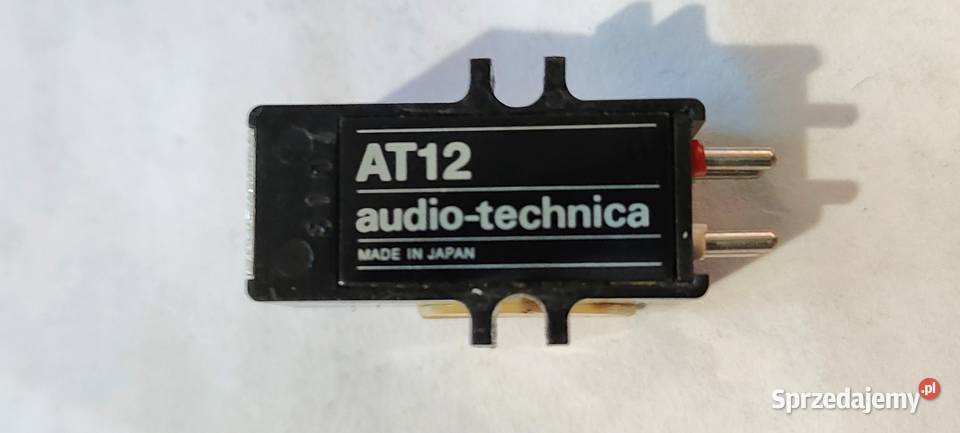 AT12
audio-technica
MADE IN JAPAN
Sprzedajemy.pl